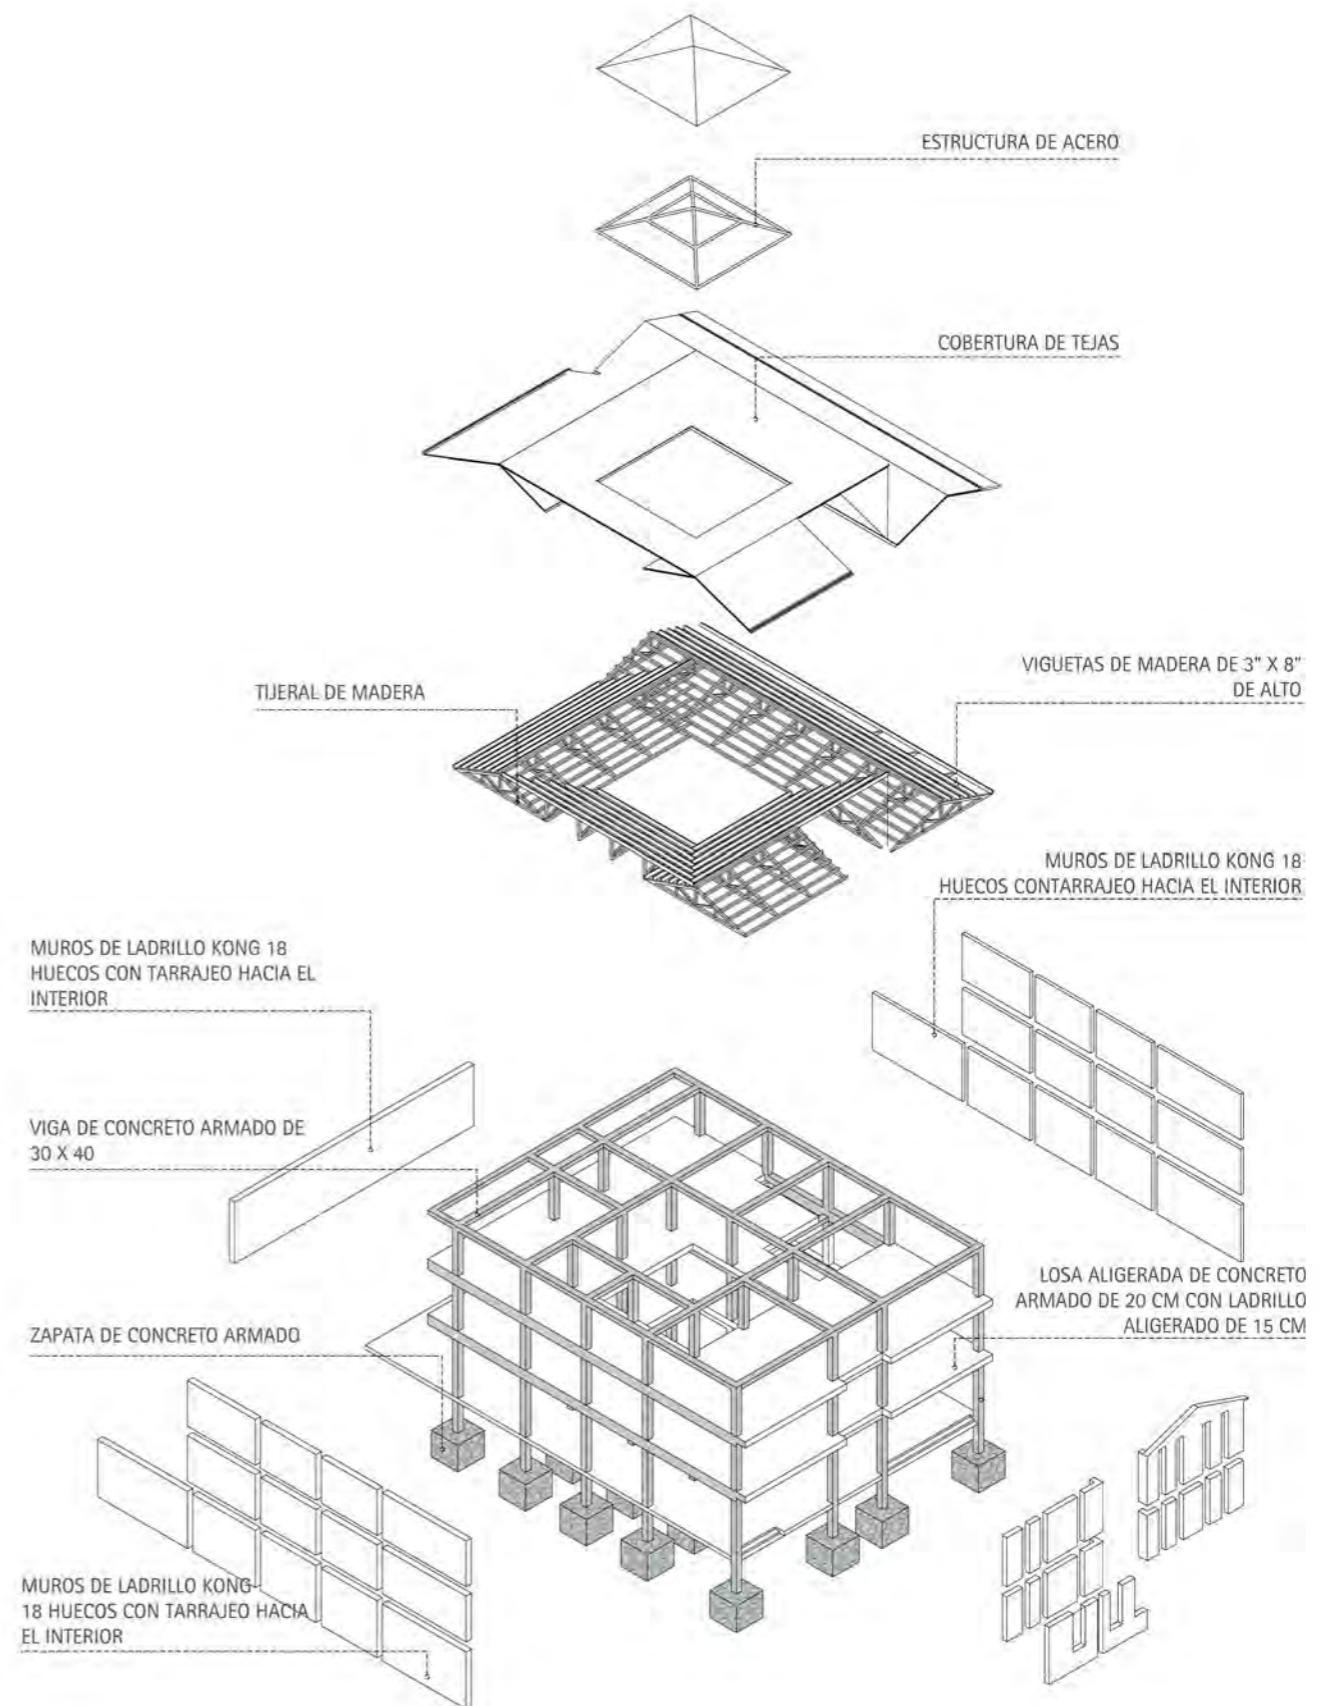 ESTRUCTURA DE ACERO
COBERTURA DE TEJAS
VIGUETAS DE MADERA DE 3" X 8"
DE ALTO
TIJERAL DE MADERA
MUROS DE LADRILLO KONG 18
HUECOS CONTARRAJEO HACIA EL INTERIOR
MUROS DE LADRILLO KONG 18
HUECOS CON TARRAJEO HACIA EL
INTERIOR
VIGA DE CONCRETO ARMADO DE
30 X 40
LOSA ALIGERADA DE CONCRETO
ARMADO DE 20 CM CON LADRILLO
ALIGERADO DE 15 CM
ZAPATA DE CONCRETO ARMADO
MUROS DE LADRILLO KONG
18 HUECOS CON TARRAJEO HACIA
EL INTERIOR